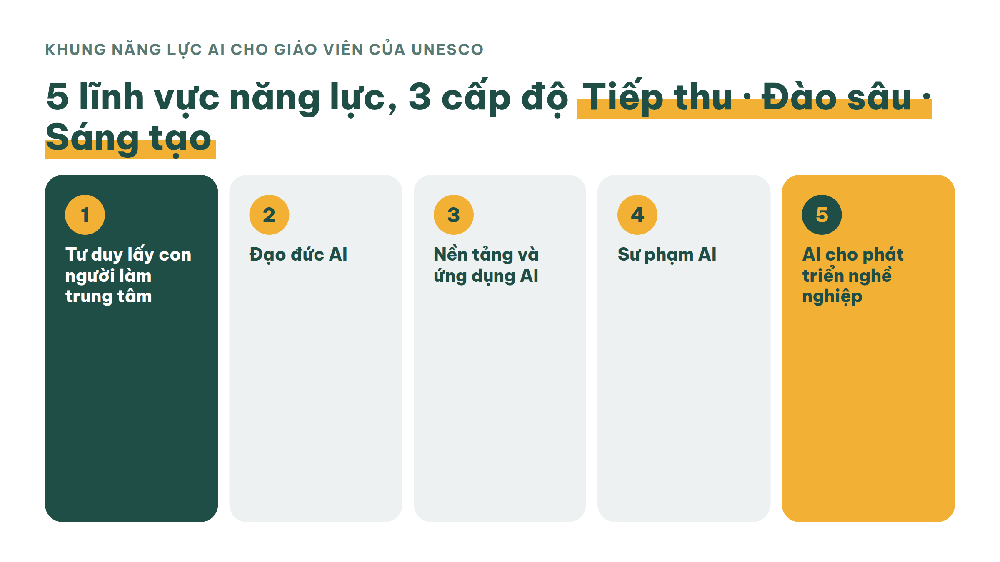 KHUNG NĂNG LỰC AI CHO GIÁO VIÊN CỦA UNESCO
5 lĩnh vực năng lực, 3 cấp độ Tiếp thu · Đào sâu ·
Sáng tạo
1
Tư duy lấy con
người làm
trung tâm
2
Đạo đức AI
3
Nền tảng và
ứng dụng AI
4
Sư phạm AI
5
AI cho phát
triển nghề
nghiệp